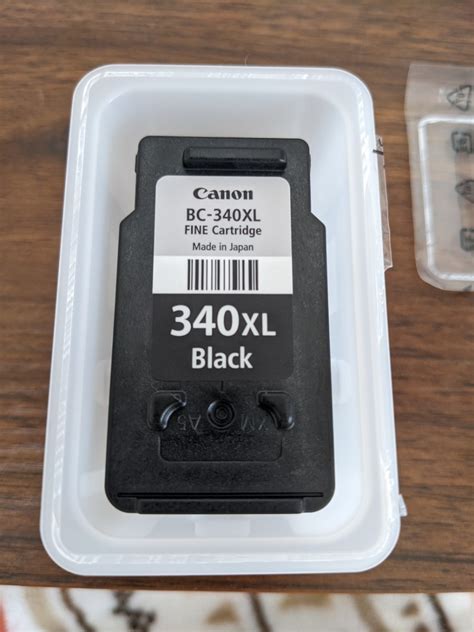 Canon
BC-340XL
FINE Cartridge
Made in Japan
340XL
Black